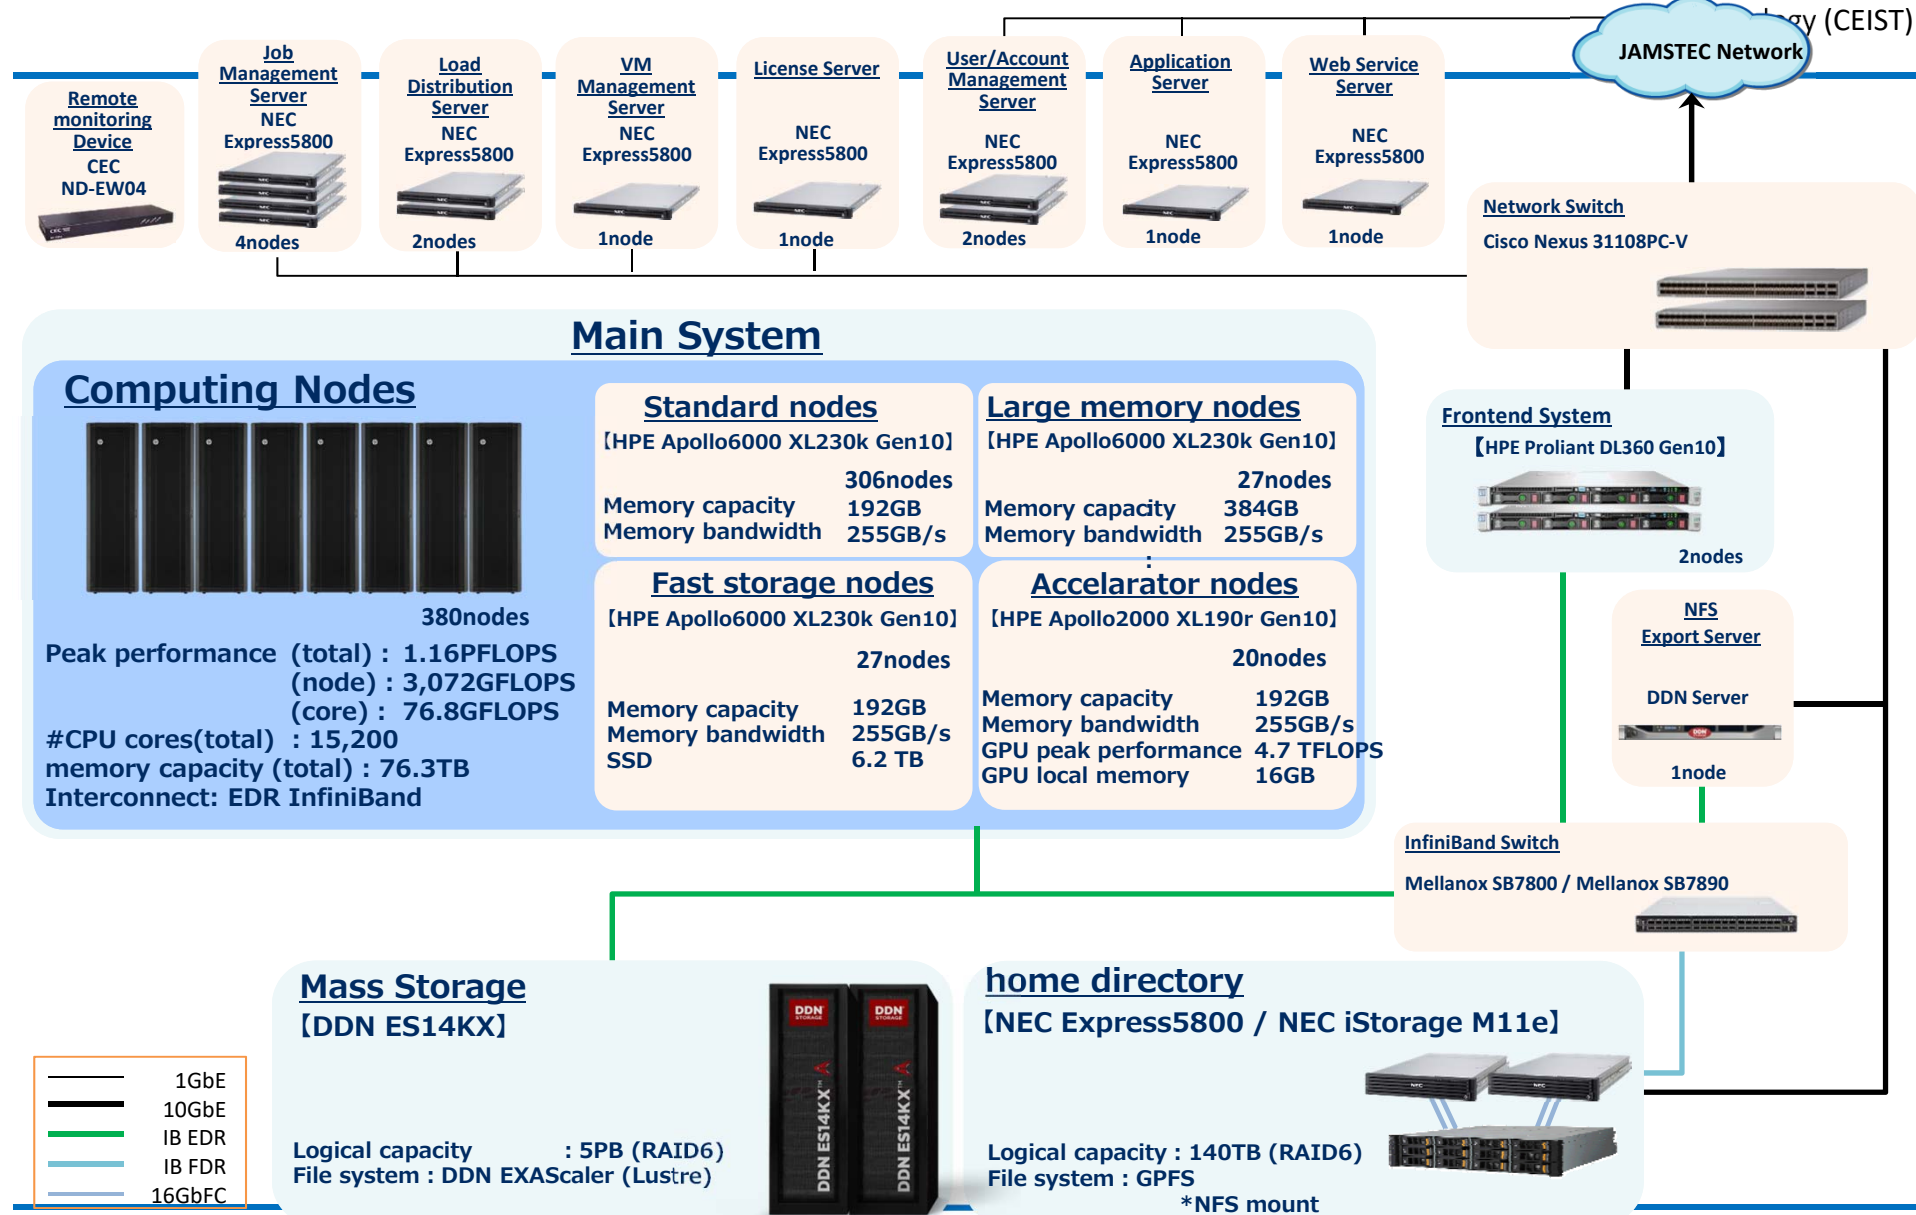 gy (CEIST)
JAMSTEC Network
Remote
monitoring
Device
CEC
ND-EW04
Job
Management
Server
NEC
Express5800
4nodes
Load
Distribution
Server
NEC
Express5800
2nodes
VM
Management
Server
NEC
Express5800
1node
License Server
NEC
Express5800
1node
User/Account
Management
Server
NEC
Express5800
2nodes
Application
Server
NEC
Express5800
1node
Web Service
Server
NEC
Express5800
1node
Network Switch
Cisco Nexus 31108PC-V
Main System
Computing Nodes
380nodes
Peak performance (total) : 1.16PFLOPS
(node) : 3,072GFLOPS
(core) : 76.8GFLOPS
#CPU cores(total) : 15,200
memory capacity (total) : 76.3TB
Interconnect: EDR InfiniBand
Standard nodes
【HPE Apollo6000 XL230k Gen10】
306nodes
Memory capacity 192GB
Memory bandwidth 255GB/s
Large memory nodes
【HPE Apollo6000 XL230k Gen10】
27nodes
Memory capacity 384GB
Memory bandwidth 255GB/s
:
Fast storage nodes
【HPE Apollo6000 XL230k Gen10】
27nodes
Memory capacity 192GB
Memory bandwidth 255GB/s
SSD 6.2 TB
Accelarator nodes
【HPE Apollo2000 XL190r Gen10】
20nodes
Memory capacity 192GB
Memory bandwidth 255GB/s
GPU peak performance 4.7 TFLOPS
GPU local memory 16GB
Frontend System
【HPE Proliant DL360 Gen10】
2nodes
NFS
Export Server
DDN Server
DDN
1node
InfiniBand Switch
Mellanox SB7800 / Mellanox SB7890
Mass Storage
【DDN ES14KX】
Logical capacity : 5PB (RAID6)
File system : DDN EXAScaler (Lustre)
DDN
STORAGE
DDN ES14KX™
DDN
STORAGE
DDN ES14KX™
home directory
【NEC Express5800 / NEC iStorage M11e】
NEC
NEC
Logical capacity : 140TB (RAID6)
File system : GPFS
*NFS mount
1GbE
10GbE
IB EDR
IB FDR
16GbFC